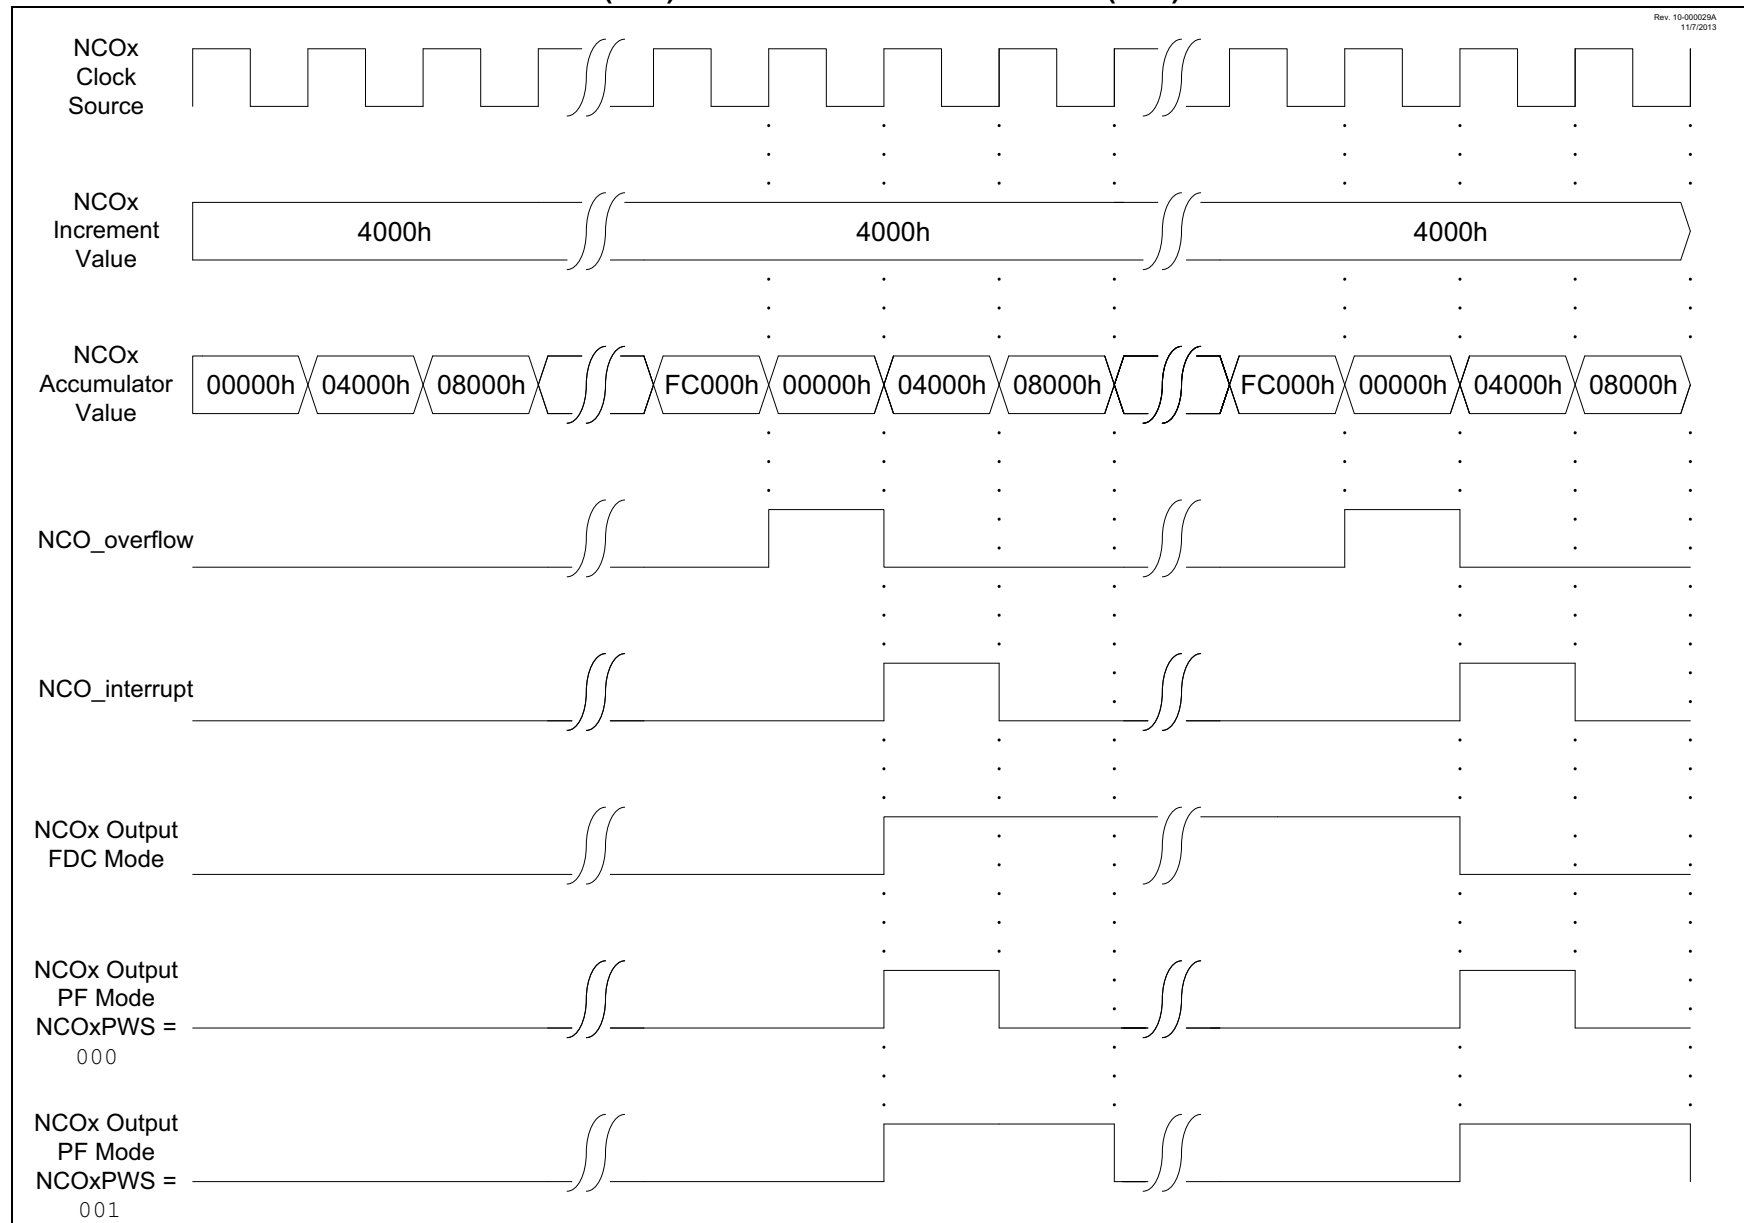 Rev. 10-000029A
11/7/2013
NCOx
Clock
Source
NCOx
Increment
Value
4000h
4000h
4000h
NCOx
Accumulator
Value
00000h
04000h
08000h
FC000h
00000h
04000h
08000h
FC000h
00000h
04000h
08000h
NCO_overflow
NCO_interrupt
NCOx Output
FDC Mode
NCOx Output
PF Mode
NCOxPWS =
000
NCOx Output
PF Mode
NCOxPWS =
001